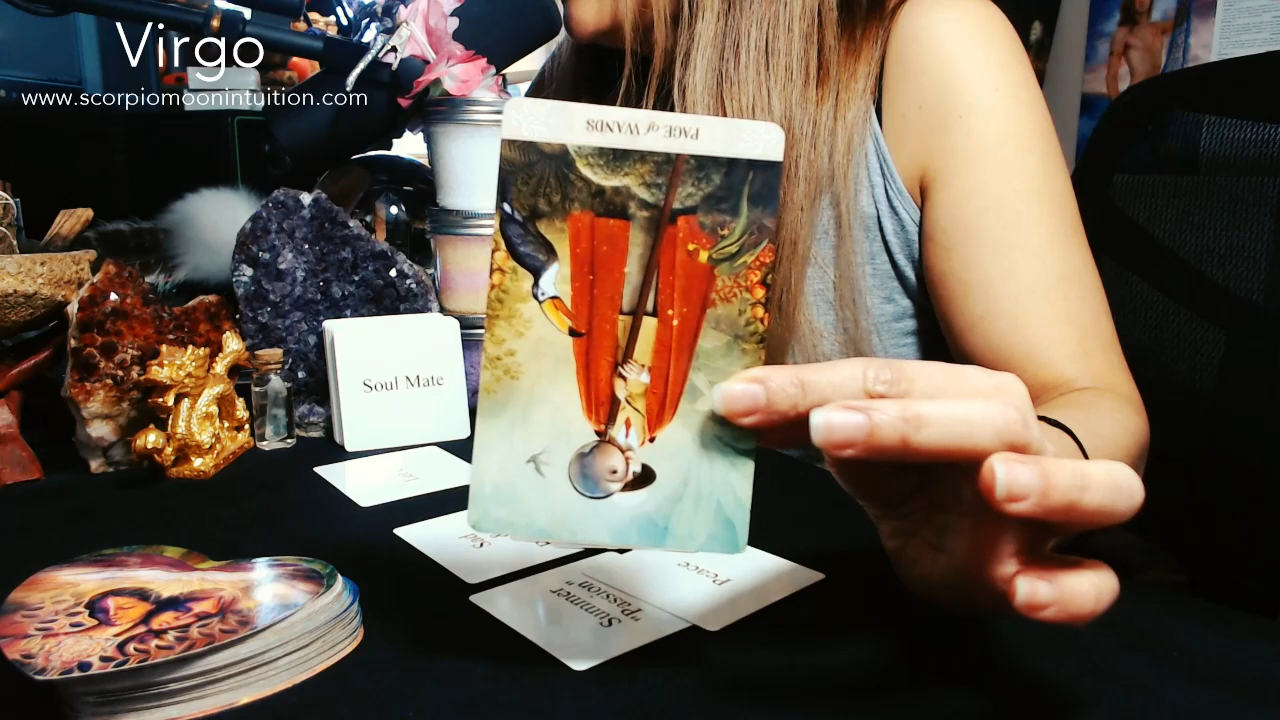 Virgo
www.scorpiomoonintuition.com
PAGE of WANDS
Soul Mate
Sad
Peace
Summer
"Passion"